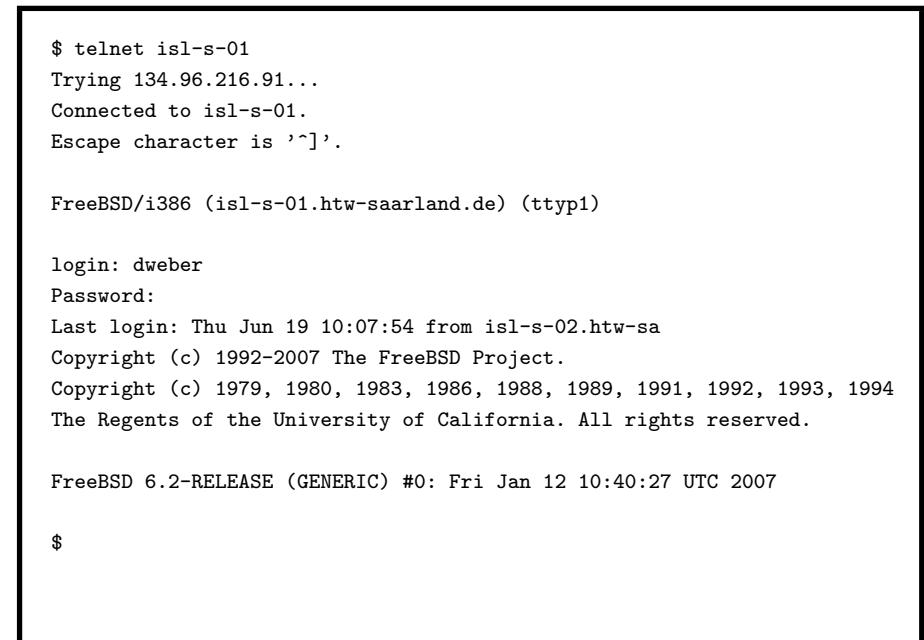 $ telnet isl-s-01
Trying 134.96.216.91...
Connected to isl-s-01.
Escape character is '^]'.
FreeBSD/i386 (isl-s-01.htw-saarland.de) (ttyp1)
login: dweber
Password:
Last login: Thu Jun 19 10:07:54 from isl-s-02.htw-sa
Copyright (c) 1992-2007 The FreeBSD Project.
Copyright (c) 1979, 1980, 1983, 1986, 1988, 1989, 1991, 1992, 1993, 1994
The Regents of the University of California. All rights reserved.
FreeBSD 6.2-RELEASE (GENERIC) #0: Fri Jan 12 10:40:27 UTC 2007
$